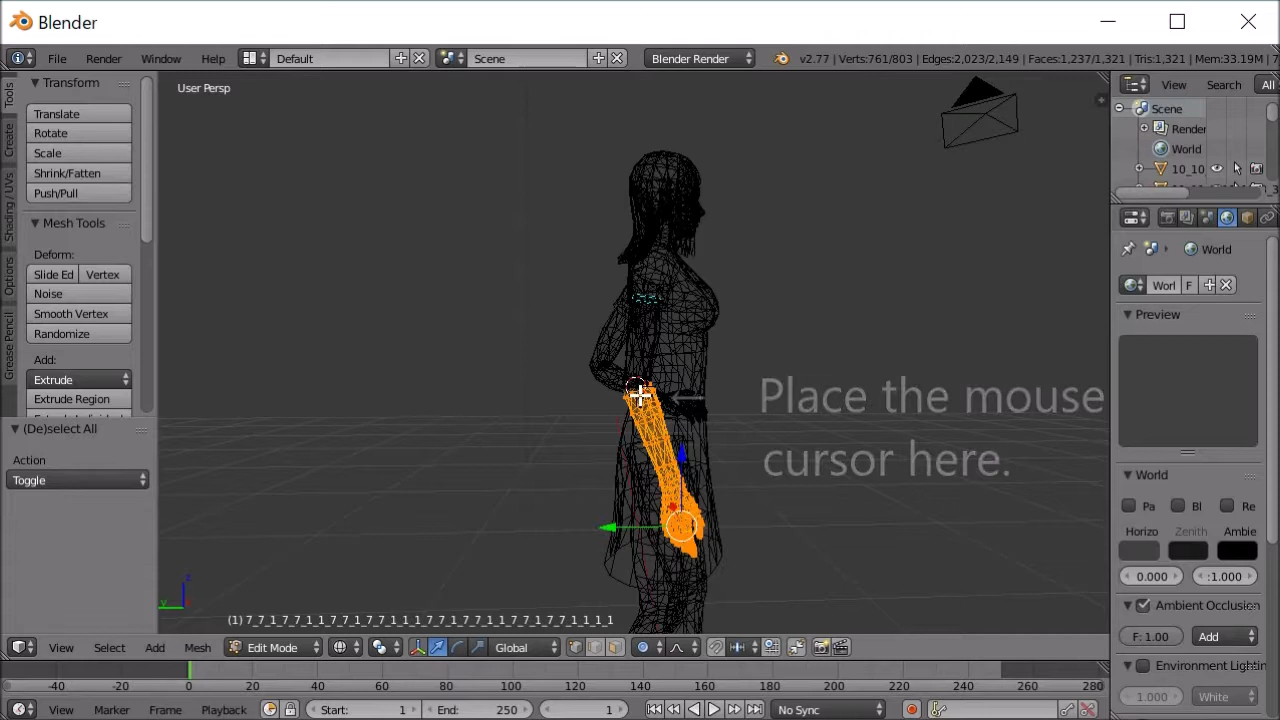 Blender
File Render Window Help Default Scene Blender Render v2.77 | Verts:761/803 | Edges:2,023/2,149 | Faces:1,237/1,321 | Tris:1,321 | Mem:33.19M | 7
Tools
Create
Shading / UVs
Options
Grease Pencil
Transform
Translate
Rotate
Scale
Shrink/Fatten
Push/Pull
Mesh Tools
Deform:
Slide Ed Vertex
Noise
Smooth Vertex
Randomize
Add:
Extrude
Extrude Region
(De)select All
Action
Toggle
User Persp
Place the mouse
cursor here.
z
y
(1) 7_7_1_7_7_1_7_7_1_7_7_1_1_7_7_1_7_7_1_7_7_1_7_7_1_1_1_1
View Select Add Mesh Edit Mode Global
-40 -20 0 20 40 60 80 100 120 140 160 180 200 220 240 260 280
View Marker Frame Playback Start: 1 End: 250 1 No Sync
View Search All
Scene
Render
World
10_10
World
Worl F
Preview
World
Pa Bl Re
Horizo Zenith Ambie
0.000 :1.000
Ambient Occlusion
F: 1.00 Add
Environment Lightin
1.000 White